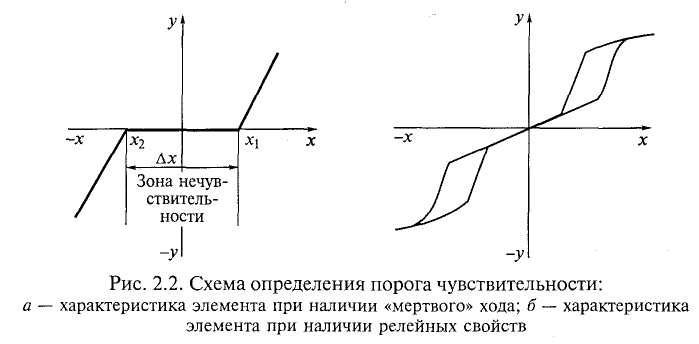 y
y
−x
x₂
x₁
x
−x
x
Δx
Зона нечув-
ствитель-
ности
−y
−y
Рис. 2.2. Схема определения порога чувствительности:
а — характеристика элемента при наличии «мертвого» хода; б — характеристика
элемента при наличии релейных свойств